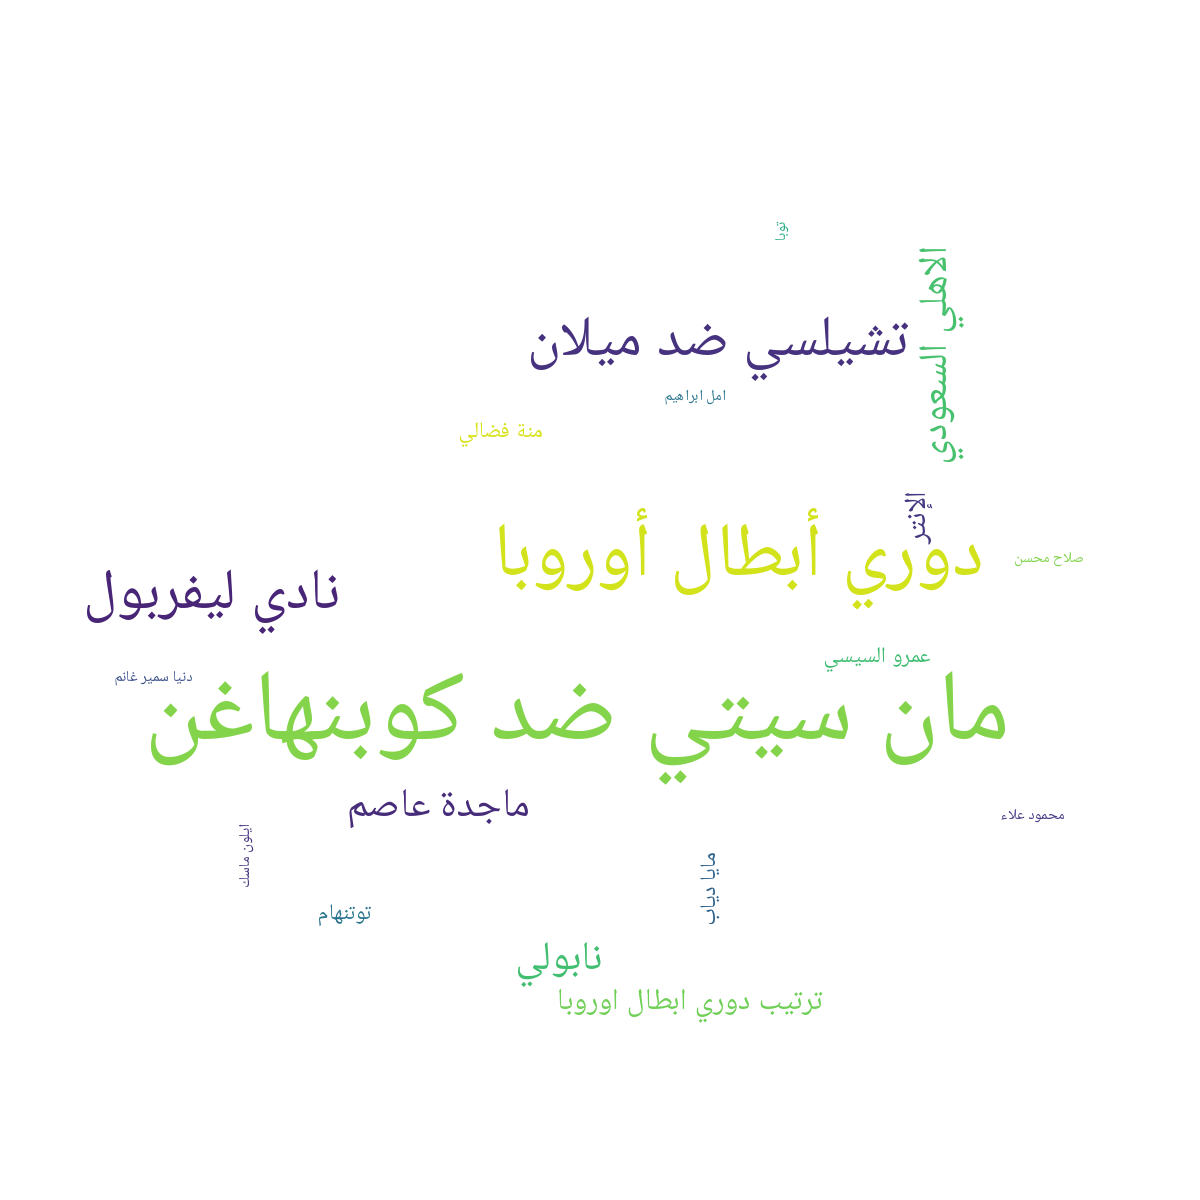 توبا
الاهلي السعودي
تشيلسي ضد ميلان
امل ابراهيم
منة فضالي
الإنتر
دوري أبطال أوروبا
صلاح محسن
نادي ليفربول
عمرو السيسي
دنيا سمير غانم
مان سيتي ضد كوبنهاغن
ماجدة عاصم
محمود علاء
ايلون ماسك
مايا دياب
توتنهام
نابولي
ترتيب دوري ابطال اوروبا